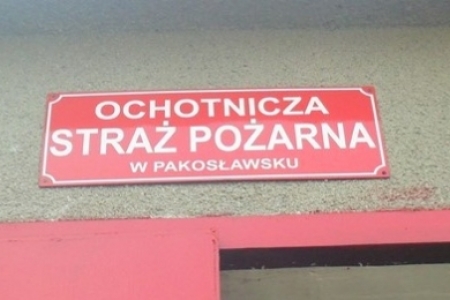 OCHOTNICZA
STRAŻ POŻARNA
W PAKOSŁAWSKU